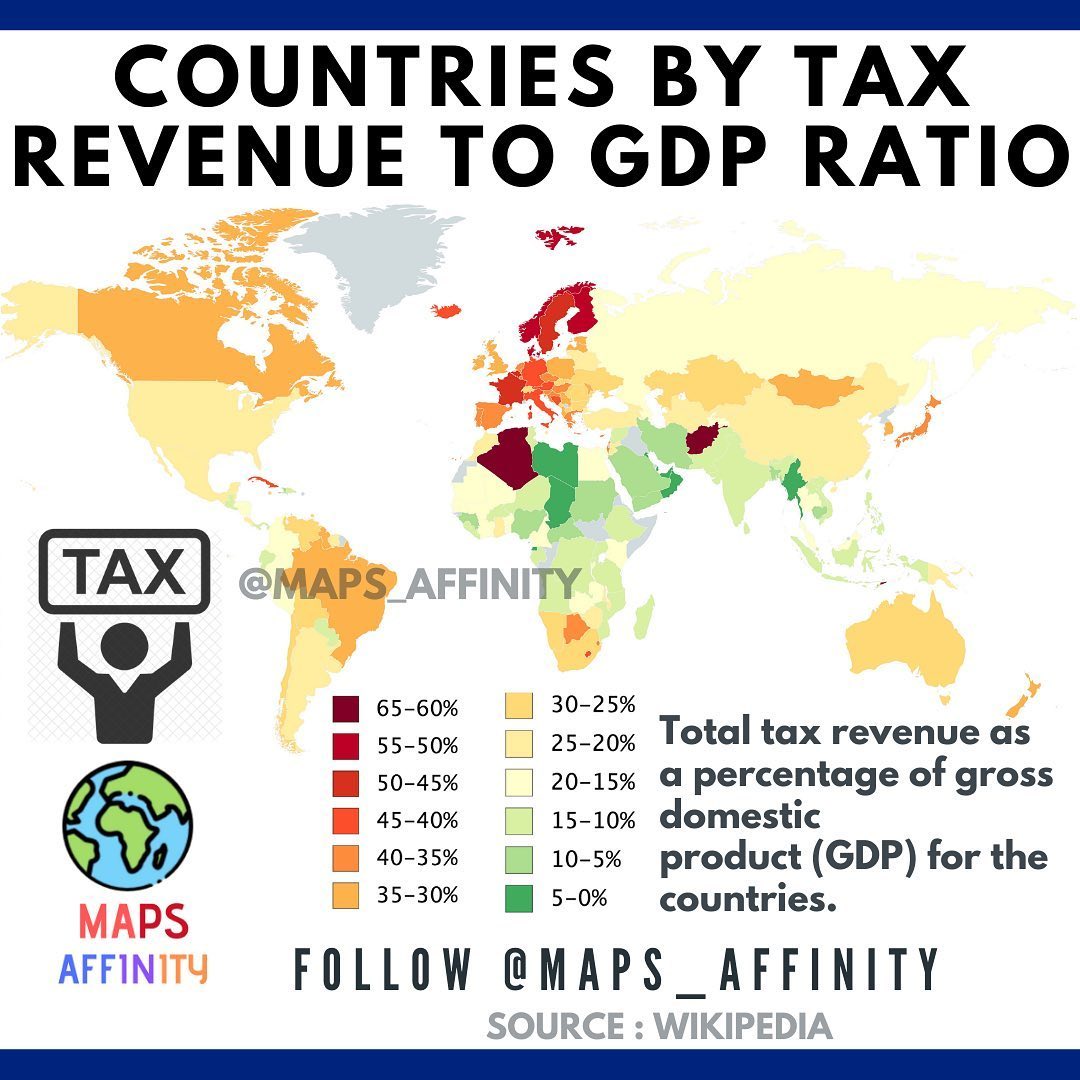 COUNTRIES BY TAX
REVENUE TO GDP RATIO
TAX
@MAPS_AFFINITY
65-60%
55-50%
50-45%
45-40%
40-35%
35-30%
30-25%
25-20%
20-15%
15-10%
10-5%
5-0%
Total tax revenue as
a percentage of gross
domestic
product (GDP) for the
countries.
MAPS
AFFINITY
FOLLOW @MAPS_AFFINITY
SOURCE : WIKIPEDIA